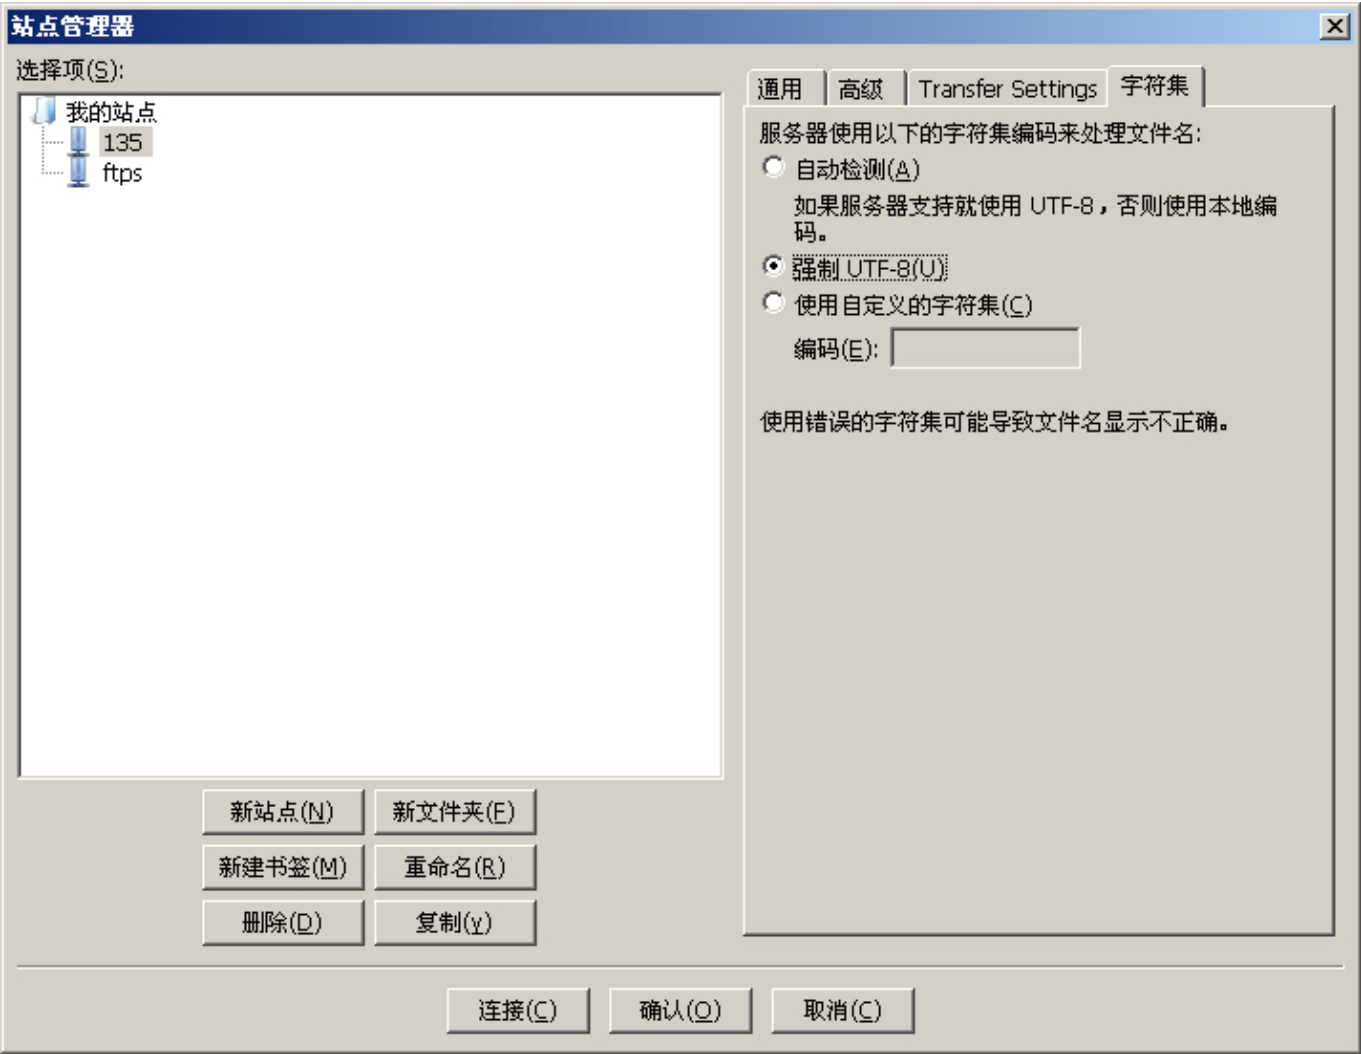 站点管理器
选择项(S):
我的站点
135
ftps
新站点(N)
新文件夹(F)
新建书签(M)
重命名(R)
删除(D)
复制(y)
通用
高级
Transfer Settings
字符集
服务器使用以下的字符集编码来处理文件名:
自动检测(A)
如果服务器支持就使用 UTF-8，否则使用本地编
码。
强制 UTF-8(U)
使用自定义的字符集(C)
编码(E):
使用错误的字符集可能导致文件名显示不正确。
连接(C)
确认(O)
取消(C)